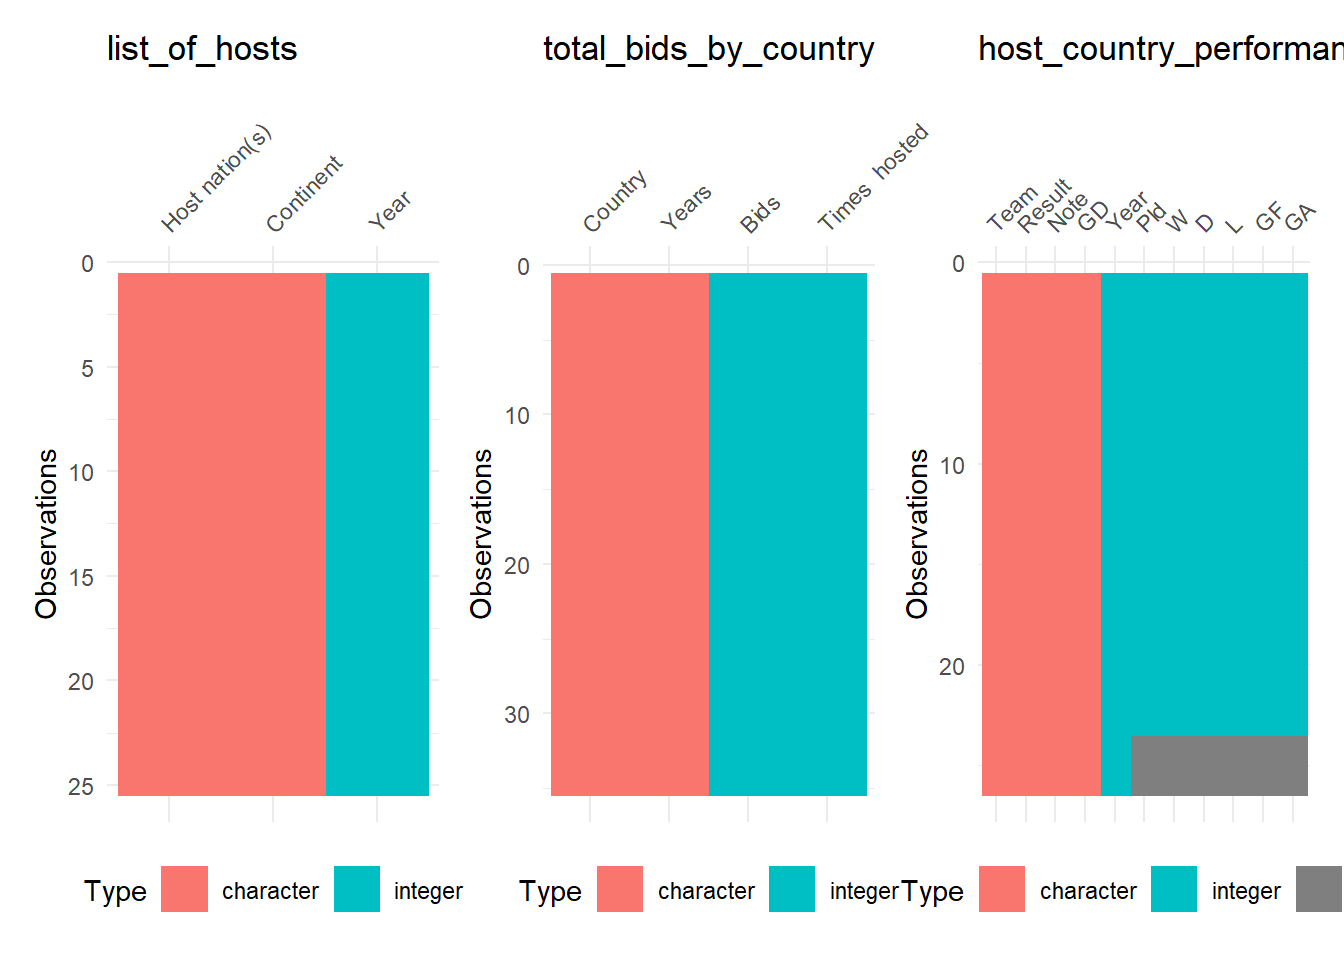 list_of_hosts
Host nation(s)
Continent
Year
0
5
10
15
20
25
Observations
Type
character
integer
total_bids_by_country
Country
Years
Bids
Times hosted
0
10
20
30
Observations
Type
character
integer
host_country_performan
Team
Result
Note
GD
Year
Pld
W
D
L
GF
GA
0
10
20
Observations
Type
character
integer